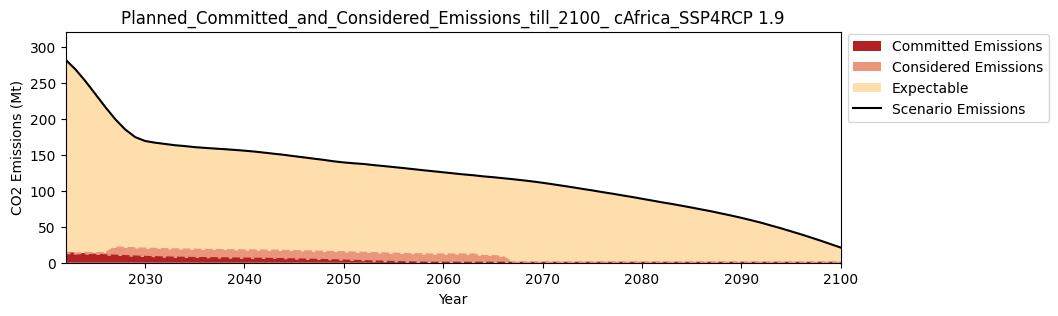 Planned_Committed_and_Considered_Emissions_till_2100_ cAfrica_SSP4RCP 1.9
CO2 Emissions (Mt)
300
250
200
150
100
50
0
2030 2040 2050 2060 2070 2080 2090 2100
Year
Committed Emissions
Considered Emissions
Expectable
Scenario Emissions